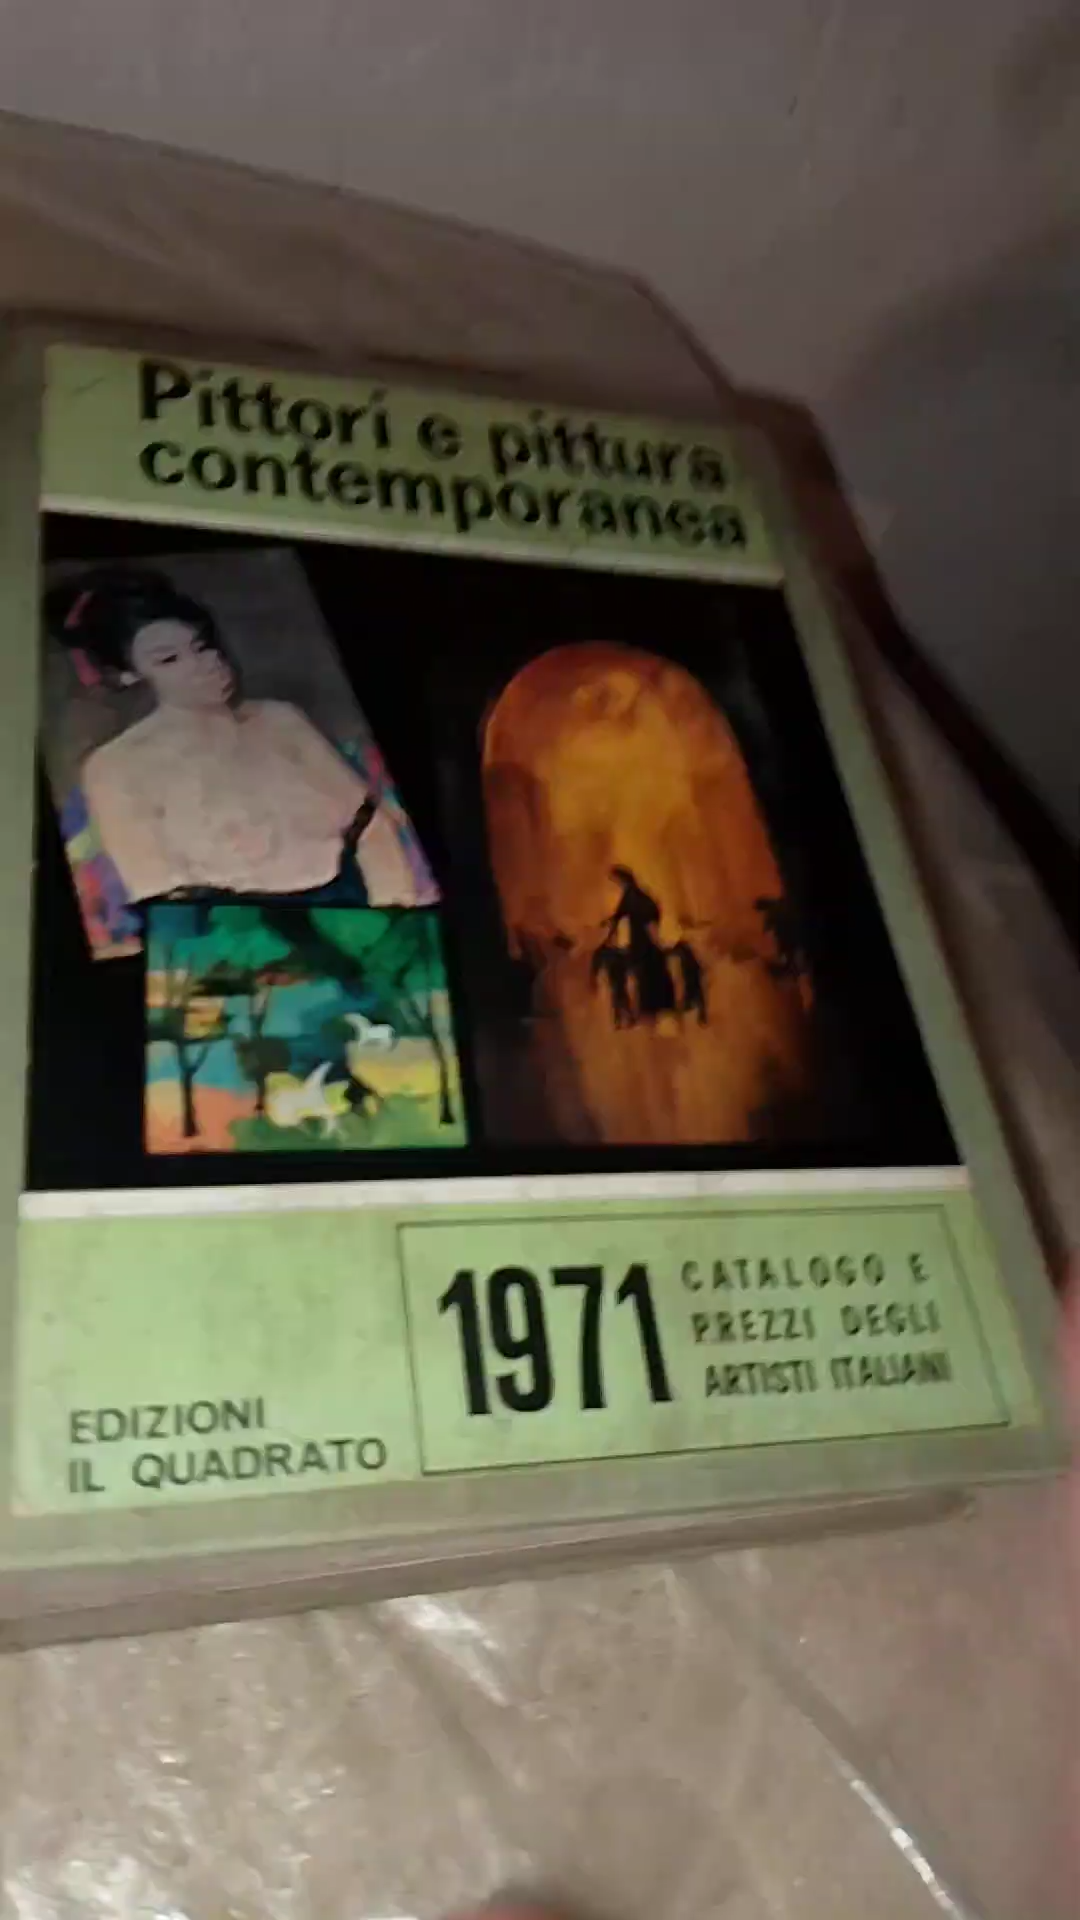 Pittori e pittura
contemporanea
1971
CATALOGO E
PREZZI DEGLI
ARTISTI ITALIANI
EDIZIONI
IL QUADRATO